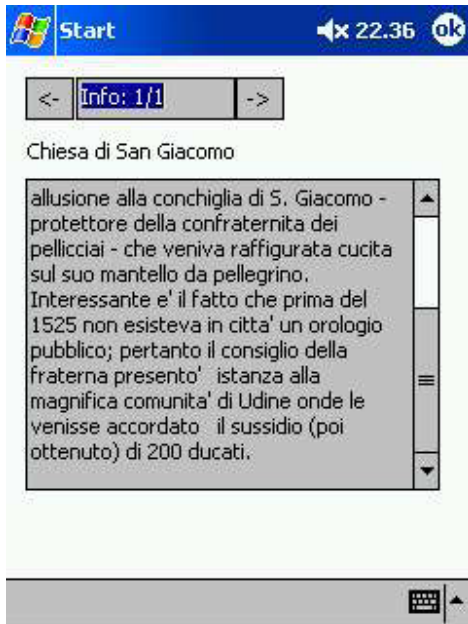 Start 22.36 ok
<- Info: 1/1 ->
Chiesa di San Giacomo
allusione alla conchiglia di S. Giacomo -
protettore della confraternita dei
pellicciai - che veniva raffigurata cucita
sul suo mantello da pellegrino.
Interessante e' il fatto che prima del
1525 non esisteva in citta' un orologio
pubblico; pertanto il consiglio della
fraterna presento'   istanza alla
magnifica comunita' di Udine onde le
venisse accordato   il sussidio (poi
ottenuto) di 200 ducati.